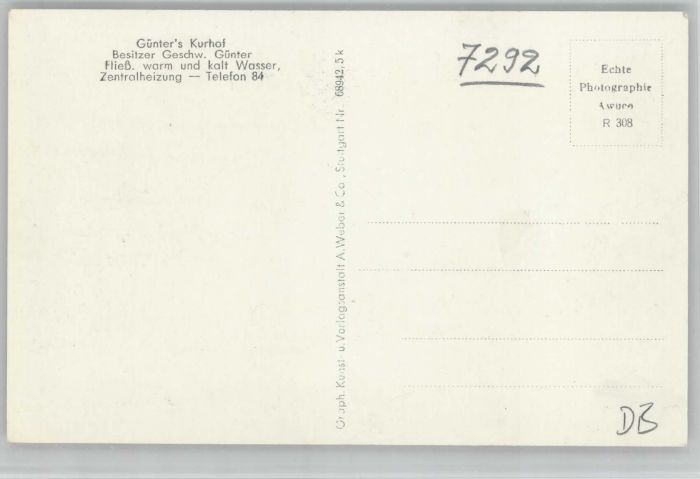 Günter's Kurhof
Besitzer Geschw. Günter
Fließ. warm und kalt Wasser,
Zentralheizung — Telefon 84
Graph. Kunst- u. Verlagsanstalt A. Weber & Co., Stuttgart Nr. 68942, 5 k
7292
Echte
Photographie
Awuco
R 308
DB